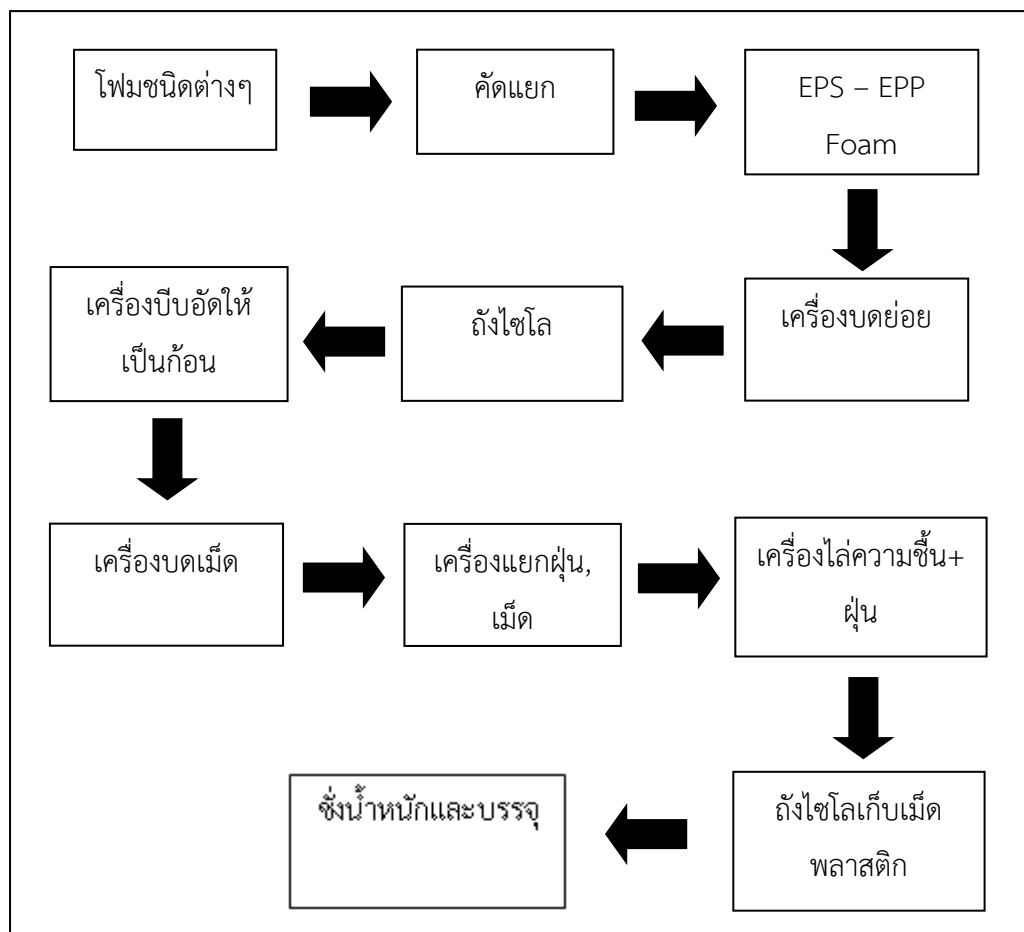 โฟมชนิดต่างๆ
คัดแยก
EPS – EPP
Foam
เครื่องบดย่อย
ถังไซโล
เครื่องบีบอัดให้
เป็นก้อน
เครื่องบดเม็ด
เครื่องแยกฝุ่น,
เม็ด
เครื่องไล่ความชื้น+
ฝุ่น
ถังไซโลเก็บเม็ด
พลาสติก
ชั่งน้ำหนักและบรรจุ